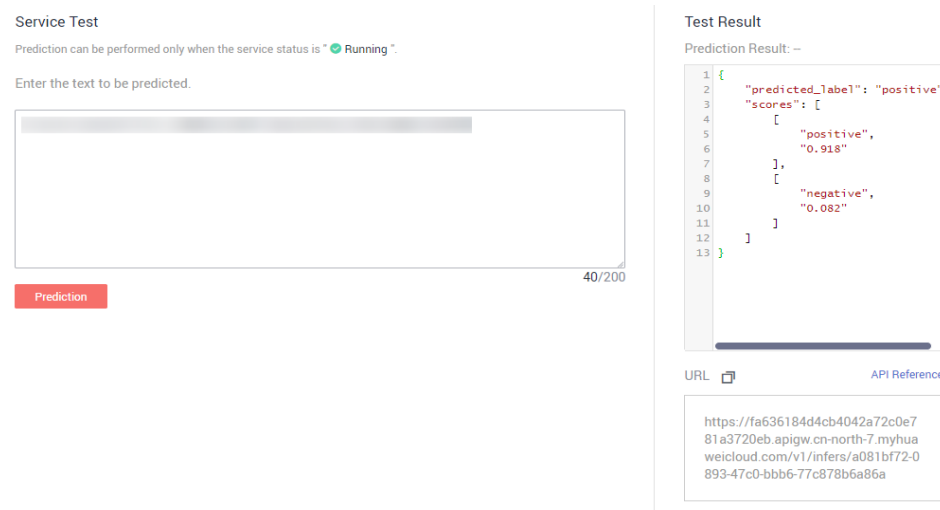 Service Test
Prediction can be performed only when the service status is " Running ".
Enter the text to be predicted.
40/200
Prediction
Test Result
Prediction Result: --
1 {
2 "predicted_label": "positive"
3 "scores": [
4 [
5 "positive",
6 "0.918"
7 ],
8 [
9 "negative",
10 "0.082"
11 ]
12 ]
13 }
URL
API Reference
https://fa636184d4cb4042a72c0e7
81a3720eb.apigw.cn-north-7.myhua
weicloud.com/v1/infers/a081bf72-0
893-47c0-bbb6-77c878b6a86a